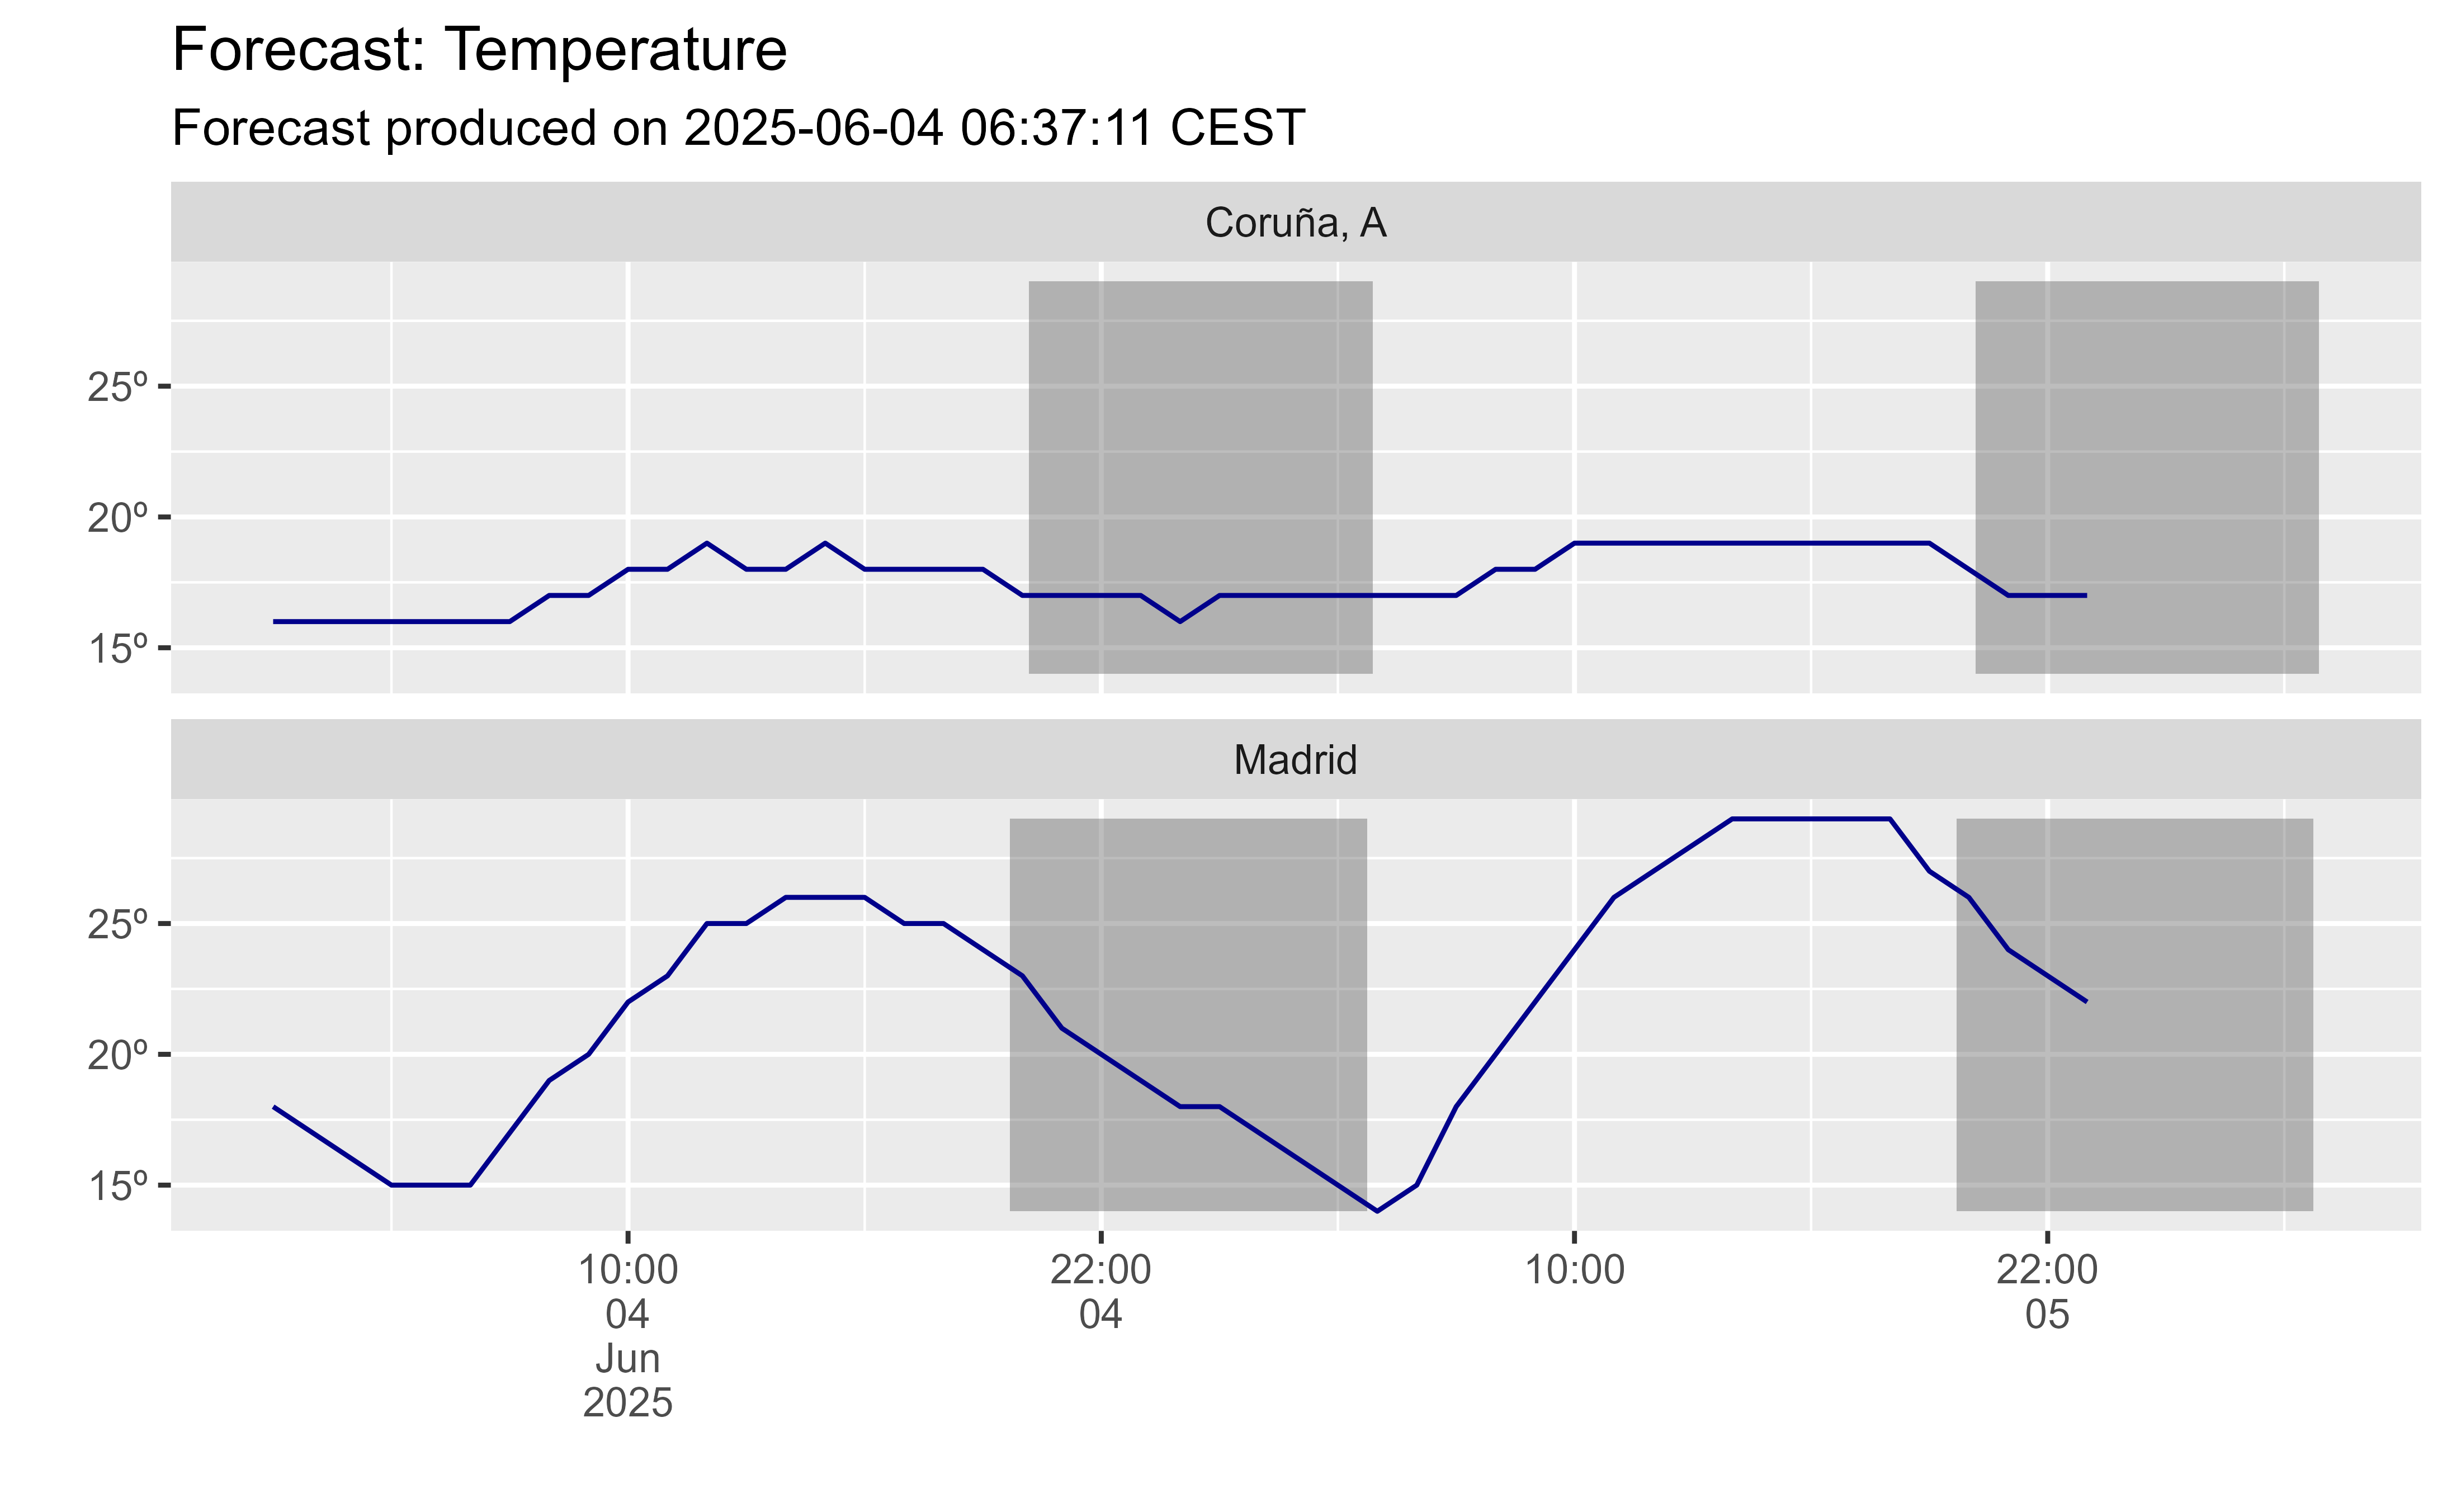 Forecast: Temperature
Forecast produced on 2025-06-04 06:37:11 CEST
Coruña, A
25º
20º
15º
Madrid
25º
20º
15º
10:00 22:00 10:00 22:00
04 04 05
Jun
2025